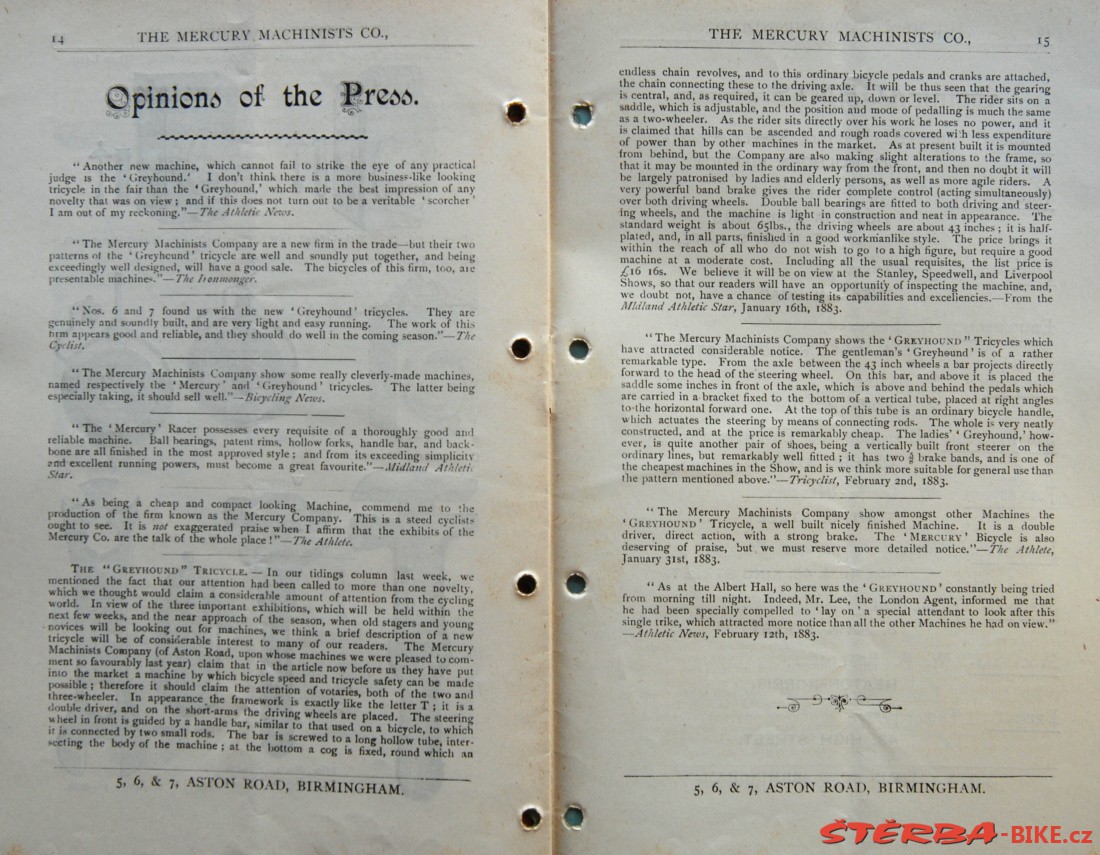 14 THE MERCURY MACHINISTS CO.,
Opinions of the Press.
"Another new machine, which cannot fail to strike the eye of any practical
judge is the 'Greyhound.' I don't think there is a more business-like looking
tricycle in the fair than the 'Greyhound,' which made the best impression of any
novelty that was on view; and if this does not turn out to be a veritable 'scorcher'
I am out of my reckoning."—The Athletic News.
"The Mercury Machinists Company are a new firm in the trade—but their two
patterns of the 'Greyhound' tricycle are well and soundly put together, and being
exceedingly well designed, will have a good sale. The bicycles of this firm, too, are
presentable machines."—The Ironmonger.
"Nos. 6 and 7 found us with the new 'Greyhound' tricycles. They are
genuinely and soundly built, and are very light and easy running. The work of this
firm appears good and reliable, and they should do well in the coming season."—The
Cyclist.
"The Mercury Machinists Company show some really cleverly-made machines,
named respectively the 'Mercury' and 'Greyhound' tricycles. The latter being
especially taking, it should sell well."—Bicycling News.
"The 'Mercury' Racer possesses every requisite of a thoroughly good and
reliable machine. Ball bearings, patent rims, hollow forks, handle bar, and back-
bone are all finished in the most approved style; and from its exceeding simplicity
and excellent running powers, must become a great favourite."—Midland Athletic
Star.
"As being a cheap and compact looking Machine, commend me to the
production of the firm known as the Mercury Company. This is a steel cyclists
ought to see. It is not exaggerated praise when I affirm that the exhibits of the
Mercury Co. are the talk of the whole place!"—The Athlete.
THE "GREYHOUND" TRICYCLE.—In our tidings column last week, we
mentioned the fact that our attention had been called to more than one novelty,
which we thought would claim a considerable amount of attention from the cycling
world. In view of the three important exhibitions, which will be held within the
next few weeks, and the near approach of the season, when old stagers and young
novices will be looking out for machines, we think a brief description of a new
tricycle will be of considerable interest to many of our readers. The Mercury
Machinists Company (of Aston Road, upon whose machines we were pleased to com-
ment so favourably last year) claim that in the article now before us they have put
into the market a machine by which bicycle speed and tricycle safety can be made
possible; therefore it should claim the attention of votaries, both of the two and
three-wheeler. In appearance the framework is exactly like the letter T; it is a
double driver, and on the short-arms the driving wheels are placed. The steering
wheel in front is guided by a handle bar, similar to that used on a bicycle, to which
it is connected by two small rods. The bar is screwed to a long hollow tube, inter-
secting the body of the machine; at the bottom a cog is fixed, round which an
5, 6, & 7, ASTON ROAD, BIRMINGHAM.
THE MERCURY MACHINISTS CO., 15
endless chain revolves, and to this ordinary bicycle pedals and cranks are attached,
the chain connecting these to the driving axle. It will be thus seen that the gearing
is central, and, as required, it can be geared up, down or level. The rider sits on a
saddle, which is adjustable, and the position and mode of pedalling is much the same
as a two-wheeler. As the rider sits directly over his work he loses no power, and it
is claimed that hills can be ascended and rough roads covered with less expenditure
of power than by other machines in the market. As at present built it is mounted
from behind, but the Company are also making slight alterations to the frame, so
that it may be mounted in the ordinary way from the front, and then no doubt it will
be largely patronised by ladies and elderly persons, as well as more agile riders. A
very powerful band brake gives the rider complete control (acting simultaneously)
over both driving wheels. Double ball bearings are fitted to both driving and steer-
ing wheels, and the machine is light in construction and neat in appearance. The
standard weight is about 65lbs., the driving wheels are about 43 inches; it is half-
plated, and, in all parts, finished in a good workmanlike style. The price brings it
within the reach of all who do not wish to go to a high figure, but require a good
machine at a moderate cost. Including all the usual requisites, the list price is
£16 16s. We believe it will be on view at the Stanley, Speedwell, and Liverpool
Shows, so that our readers will have an opportunity of inspecting the machine, and,
we doubt not, have a chance of testing its capabilities and excellencies.—From the
Midland Athletic Star, January 16th, 1883.
"The Mercury Machinists Company shows the 'GREYHOUND' Tricycles which
have attracted considerable notice. The gentleman's 'Greyhound' is of a rather
remarkable type. From the axle between the 43 inch wheels a bar projects directly
forward to the head of the steering wheel. On this bar, and above it is placed the
saddle some inches in front of the axle, which is above and behind the pedals which
are carried in a bracket fixed to the bottom of a vertical tube, placed at right angles
to the horizontal forward one. At the top of this tube is an ordinary bicycle handle,
which actuates the steering by means of connecting rods. The whole is very neatly
constructed, and at the price is remarkably cheap. The ladies' 'Greyhound,' how-
ever, is quite another pair of shoes, being a vertically built front steerer on the
ordinary lines, but remarkably well fitted; it has two brake bands, and is one of
the cheapest machines in the Show, and is we think more suitable for general use than
the pattern mentioned above."—Tricyclist, February 2nd, 1883.
"The Mercury Machinists Company show amongst other Machines the
'GREYHOUND' Tricycle, a well built nicely finished Machine. It is a double
driver, direct action, with a strong brake. The 'MERCURY' Bicycle is also
deserving of praise, but we must reserve more detailed notice."—The Athlete,
January 31st, 1883.
"As at the Albert Hall, so here was the 'GREYHOUND' constantly being tried
from morning till night. Indeed, Mr. Lee, the London Agent, informed me that
he had been specially compelled to 'lay on' a special attendant to look after this
single trike, which attracted more notice than all the other Machines he had on view."
—Athletic News, February 12th, 1883.
5, 6, & 7, ASTON ROAD, BIRMINGHAM.
ŠTĚRBA-BIKE.cz